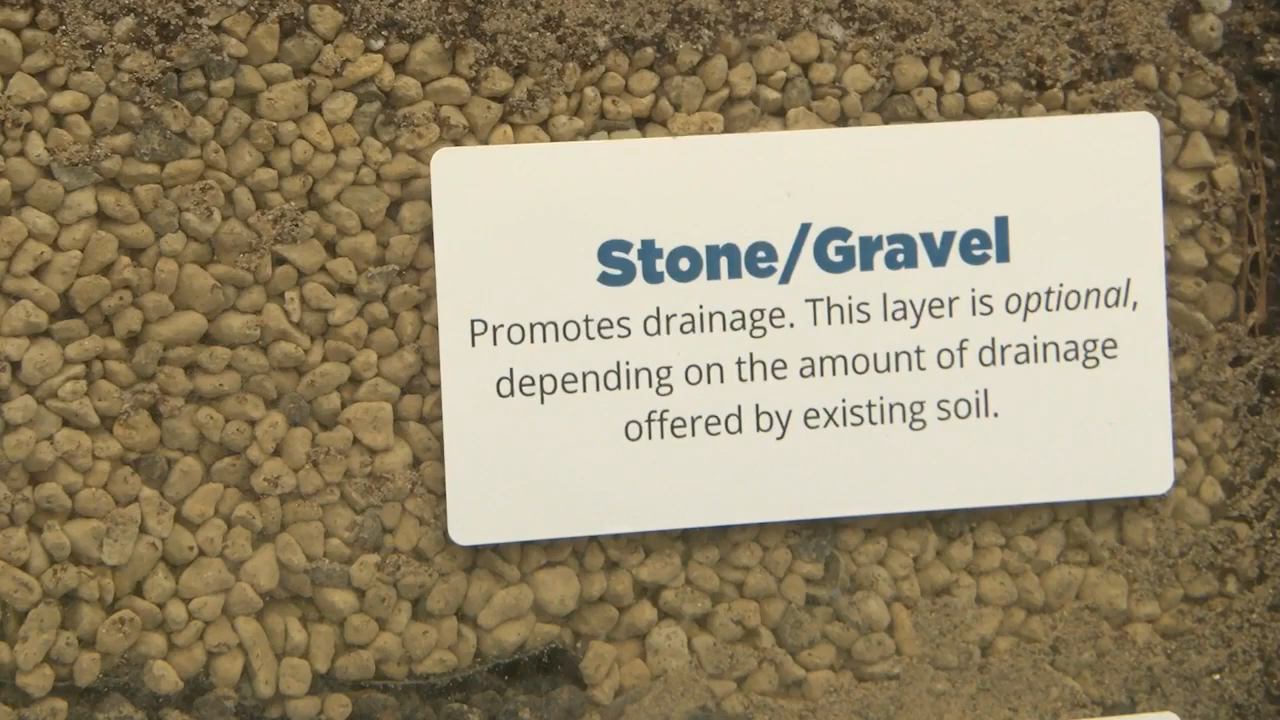 Stone/Gravel
Promotes drainage. This layer is optional,
depending on the amount of drainage
offered by existing soil.